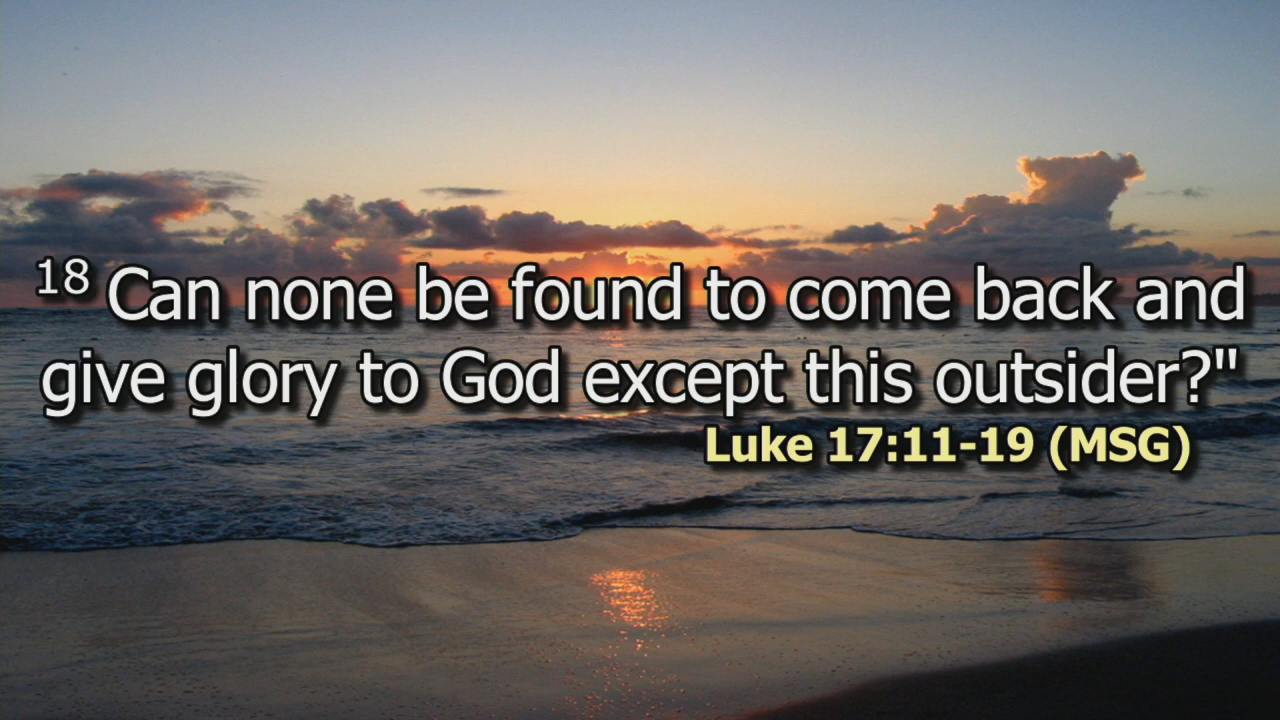 18 Can none be found to come back and
give glory to God except this outsider?"
Luke 17:11-19 (MSG)